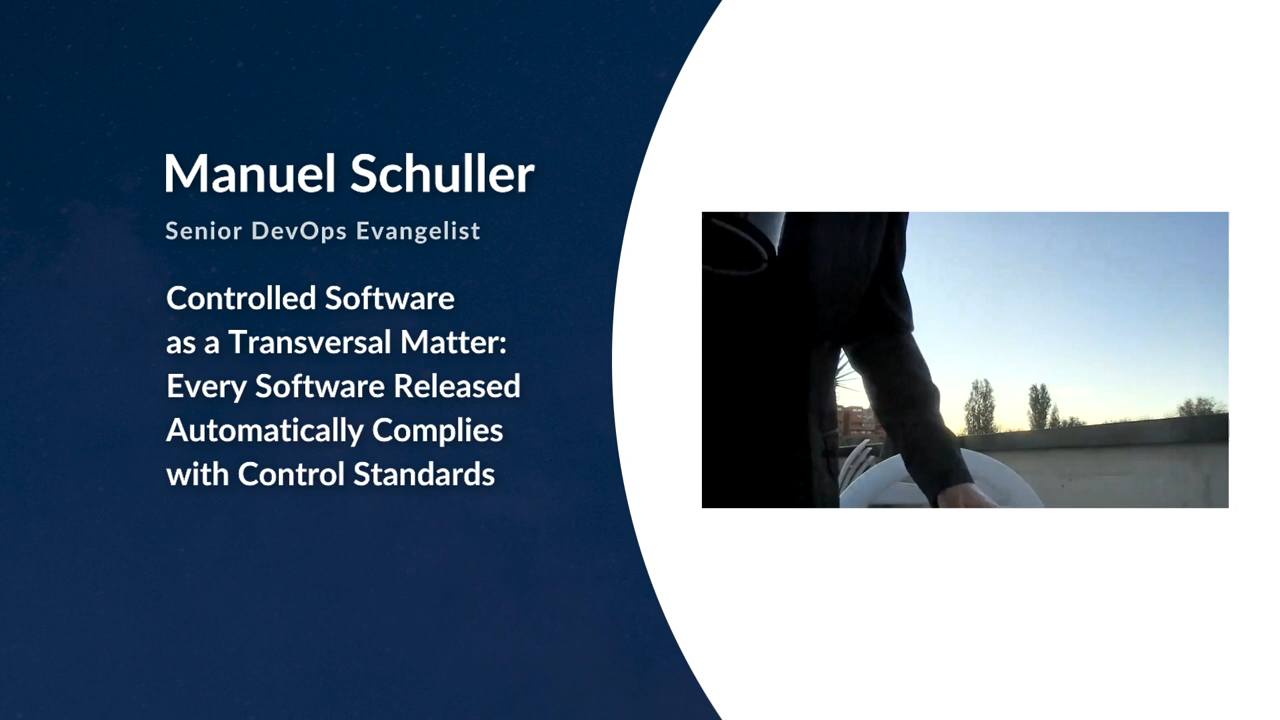 Manuel Schuller
Senior DevOps Evangelist
Controlled Software
as a Transversal Matter:
Every Software Released
Automatically Complies
with Control Standards